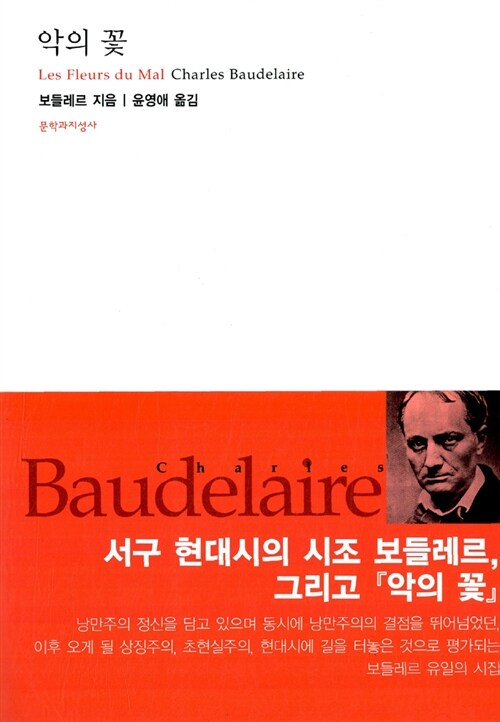 악의 꽃
Les Fleurs du Mal Charles Baudelaire
보들레르 지음 | 윤영애 옮김
문학과지성사
Charles
Baudelaire
서구 현대시의 시조 보들레르,
그리고 『악의 꽃』
낭만주의 정신을 담고 있으며 동시에 낭만주의의 결점을 뛰어넘었던,
이후 오게 될 상징주의, 초현실주의, 현대시에 길을 터놓은 것으로 평가되는
보들레르 유일의 시집